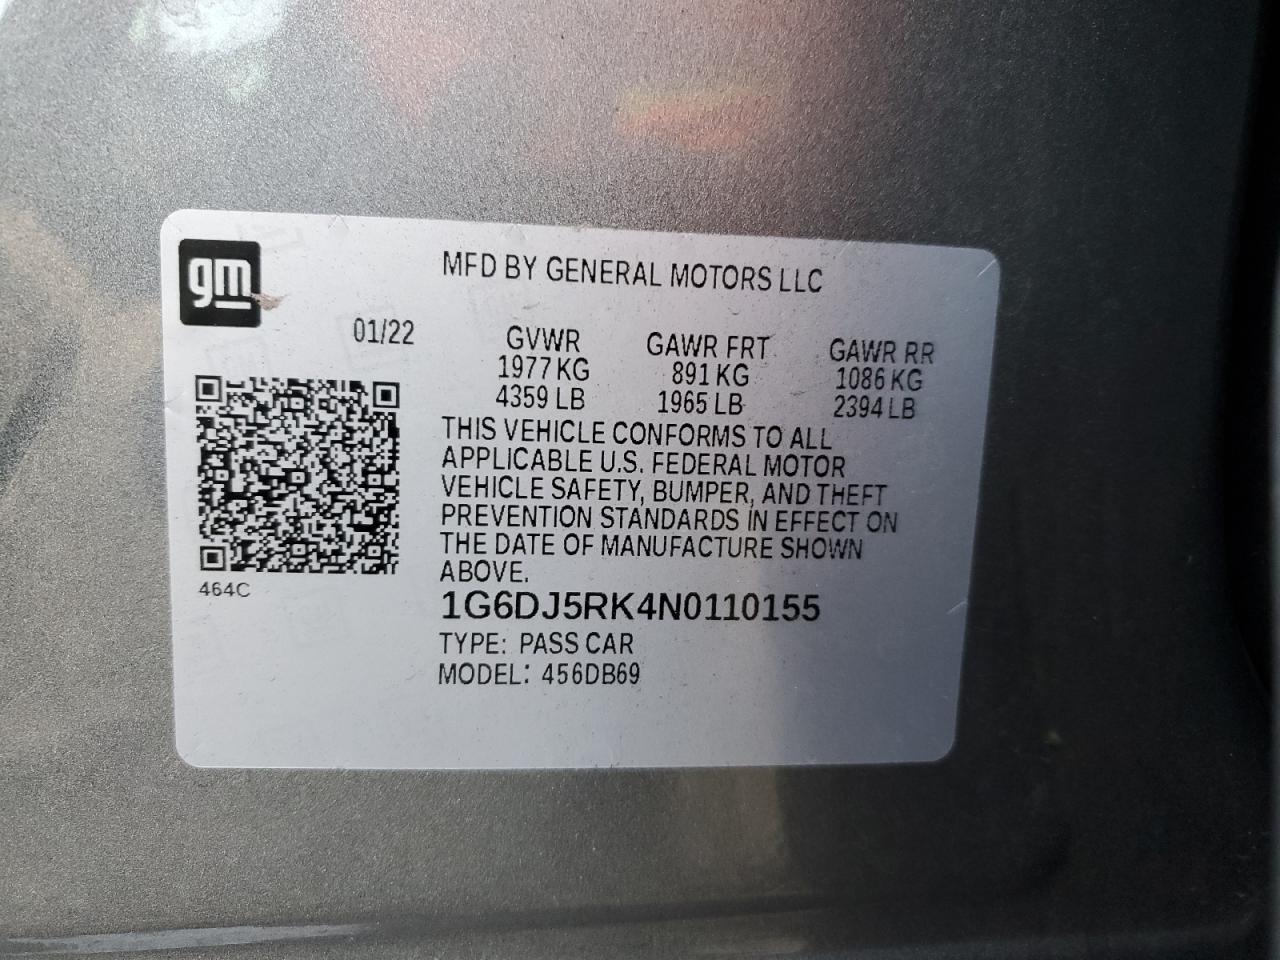 gm
MFD BY GENERAL MOTORS LLC
01/22
GVWR GAWR FRT GAWR RR
1977 KG 891 KG 1086 KG
4359 LB 1965 LB 2394 LB
THIS VEHICLE CONFORMS TO ALL
APPLICABLE U.S. FEDERAL MOTOR
VEHICLE SAFETY, BUMPER, AND THEFT
PREVENTION STANDARDS IN EFFECT ON
THE DATE OF MANUFACTURE SHOWN
ABOVE.
464C
1G6DJ5RK4N0110155
TYPE: PASS CAR
MODEL: 456DB69